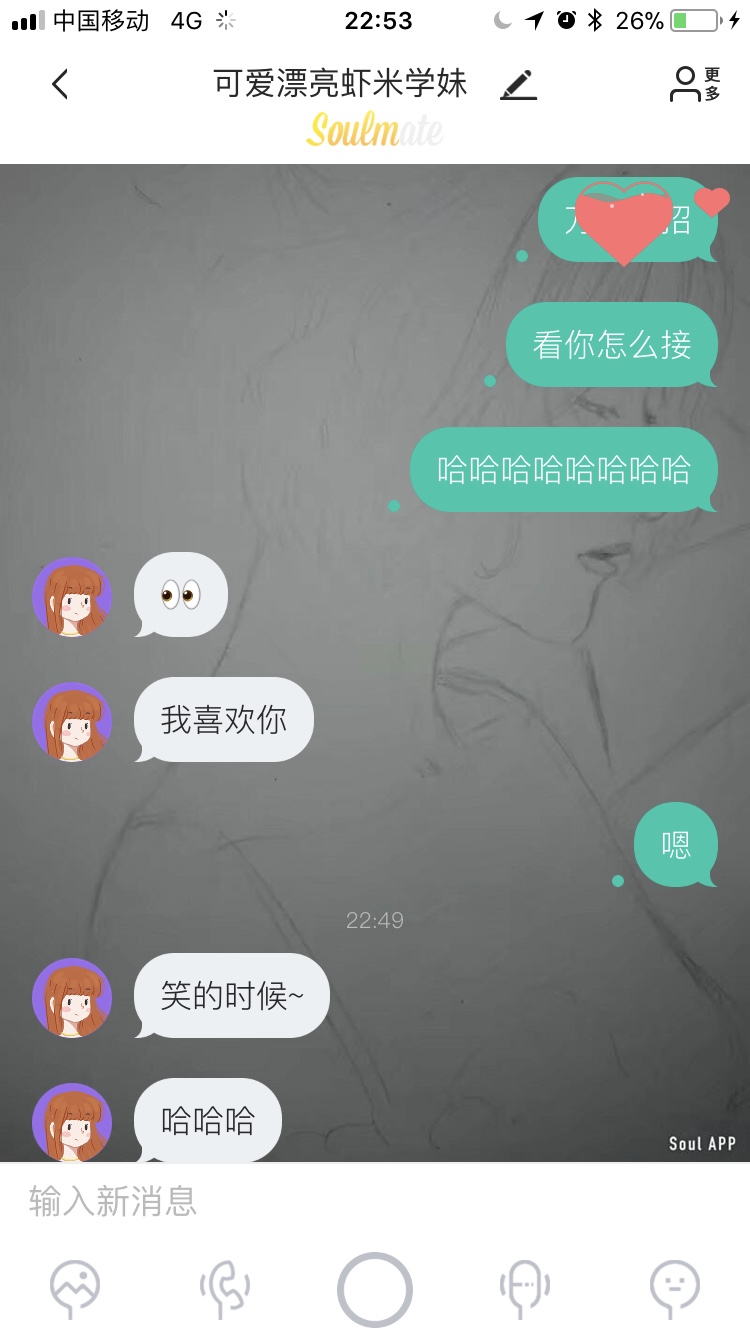 中国移动 4G 22:53 26%
可爱漂亮虾米学妹
更多
Soulmate
招
看你怎么接
哈哈哈哈哈哈哈哈
我喜欢你
嗯
22:49
笑的时候~
哈哈哈
Soul APP
输入新消息